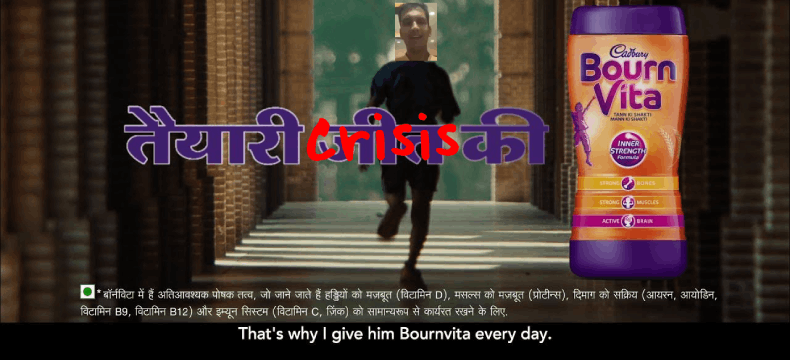 तैयारी जीत की
Crisis
Cadbury
Bourn
Vita
TANN KI SHAKTI
MANN KI SHAKTI
INNER
STRENGTH
Formula
STRONG BONES
STRONG MUSCLES
ACTIVE BRAIN
* बॉर्नविटा में हैं अतिआवश्यक पोषक तत्व, जो जाने जाते हैं हड्डियों को मज़बूत (विटामिन D), मसल्स को मज़बूत (प्रोटीन्स), दिमाग को सक्रिय (आयरन, आयोडिन,
विटामिन B9, विटामिन B12) और इम्यून सिस्टम (विटामिन C, ज़िंक) को सामान्यरूप से कार्यरत रखने के लिए.
That's why I give him Bournvita every day.